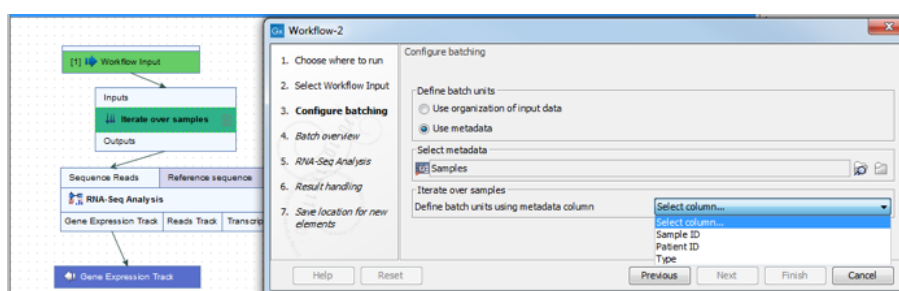 [1] Workflow Input
Inputs
Iterate over samples
Outputs
Sequence Reads Reference sequence
RNA-Seq Analysis
Gene Expression Track Reads Track Transcrip
Gene Expression Track
Gx Workflow-2
1. Choose where to run
2. Select Workflow Input
3. Configure batching
4. Batch overview
5. RNA-Seq Analysis
6. Result handling
7. Save location for new
elements
Configure batching
Define batch units
Use organization of input data
Use metadata
Select metadata
Samples
Iterate over samples
Define batch units using metadata column Select column...
Select column...
Sample ID
Patient ID
Type
Help Reset Previous Next Finish Cancel